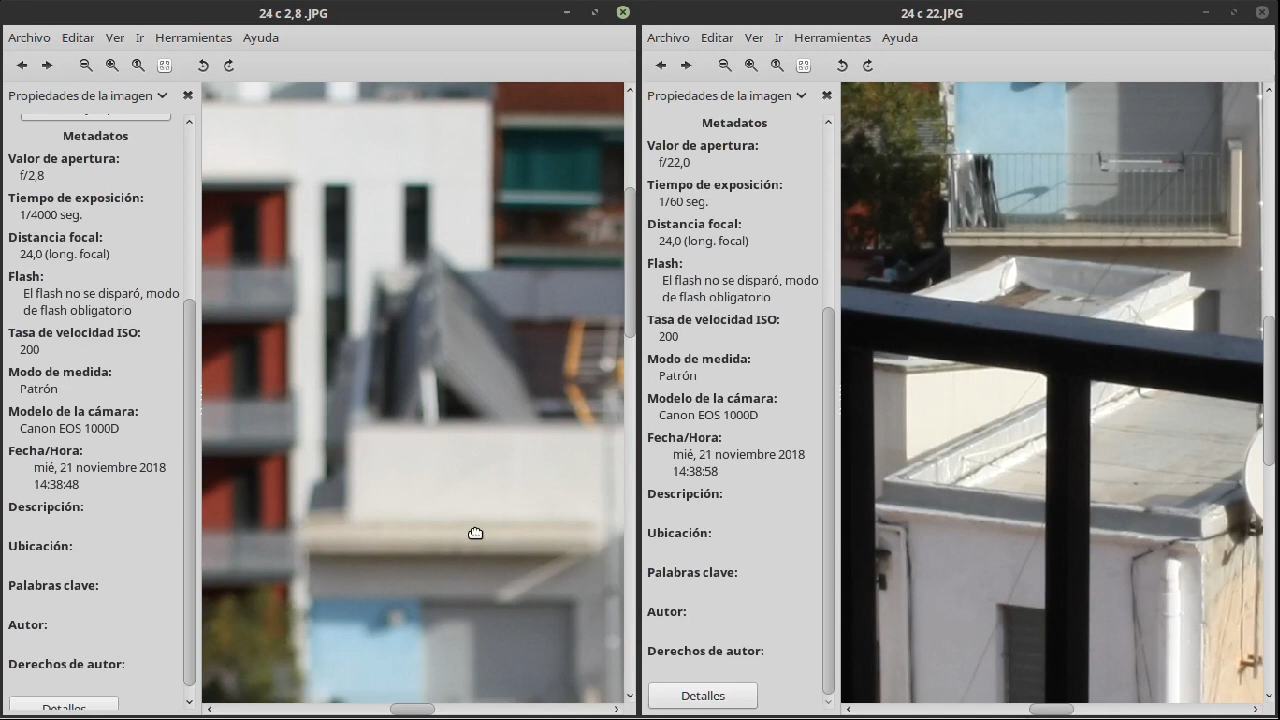 24 c 2,8 .JPG
Archivo Editar Ver Ir Herramientas Ayuda
Propiedades de la imagen
Metadatos
Valor de apertura:
f/2,8
Tiempo de exposición:
1/4000 seg.
Distancia focal:
24,0 (long. focal)
Flash:
El flash no se disparó, modo
de flash obligatorio
Tasa de velocidad ISO:
200
Modo de medida:
Patrón
Modelo de la cámara:
Canon EOS 1000D
Fecha/Hora:
mié, 21 noviembre 2018
14:38:48
Descripción:
Ubicación:
Palabras clave:
Autor:
Derechos de autor:
Detalles
24 c 22.JPG
Archivo Editar Ver Ir Herramientas Ayuda
Propiedades de la imagen
Metadatos
Valor de apertura:
f/22,0
Tiempo de exposición:
1/60 seg.
Distancia focal:
24,0 (long. focal)
Flash:
El flash no se disparó, modo
de flash obligatorio
Tasa de velocidad ISO:
200
Modo de medida:
Patrón
Modelo de la cámara:
Canon EOS 1000D
Fecha/Hora:
mié, 21 noviembre 2018
14:38:58
Descripción:
Ubicación:
Palabras clave:
Autor:
Derechos de autor:
Detalles